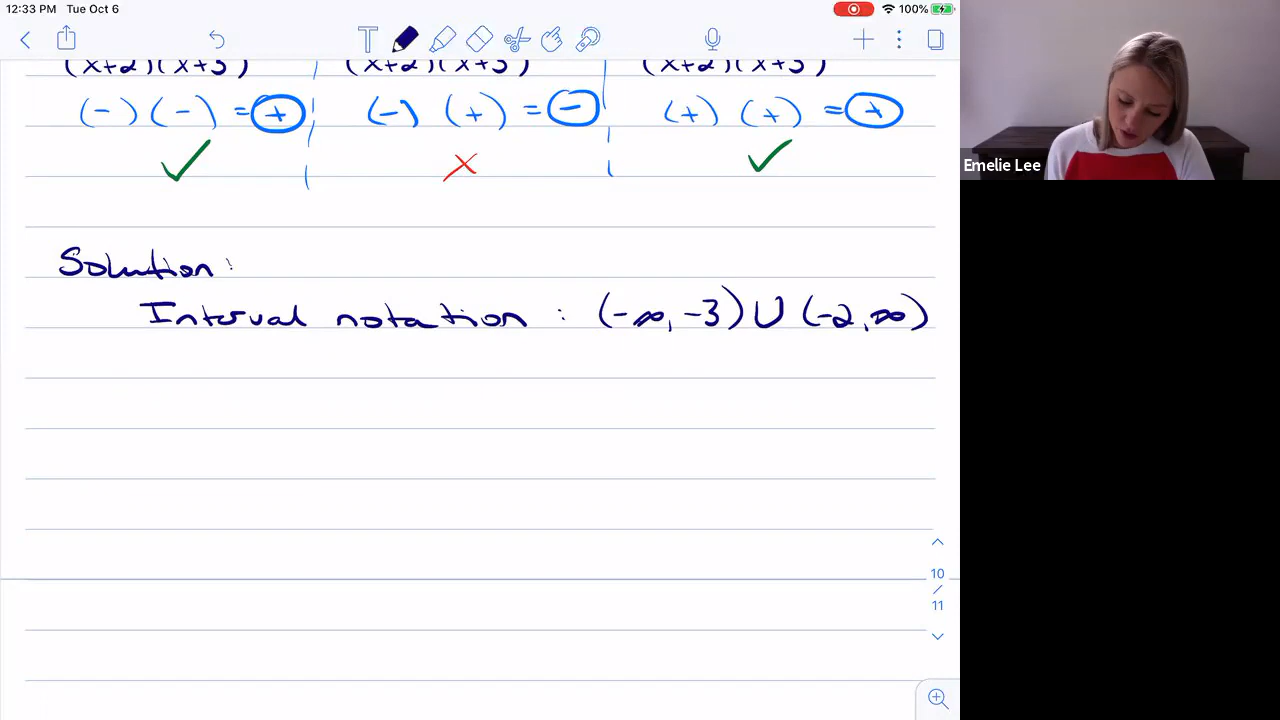 12:33 PM Tue Oct 6 100%
(x+2)(x+3) (x+2)(x+3) (x+2)(x+3)
(-)(-) = + (-) (+) = - (+) (+) = +
✓ ✗ ✓
Emelie Lee
Solution:
Interval notation : (-∞, -3) ∪ (-2, ∞)
10
/
11